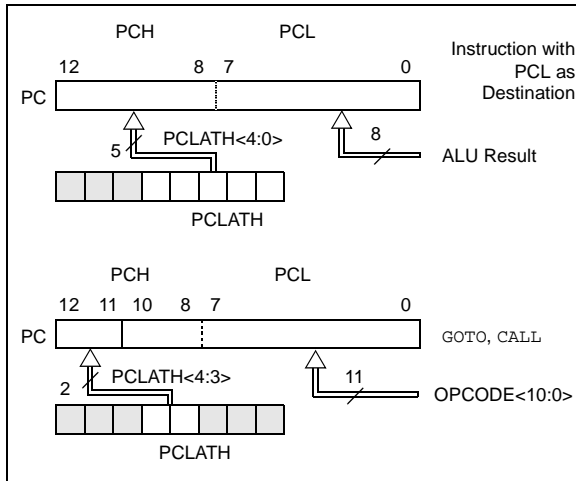 PCH PCL
12 8 7 0
Instruction with
PCL as
Destination
PC
5 PCLATH<4:0> 8
ALU Result
PCLATH
PCH PCL
12 11 10 8 7 0
PC
GOTO, CALL
2 PCLATH<4:3> 11
OPCODE<10:0>
PCLATH